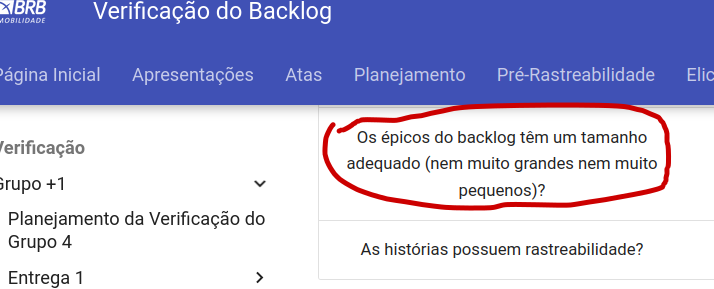 BRB
MOBILIDADE
Verificação do Backlog
Página Inicial Apresentações Atas Planejamento Pré-Rastreabilidade Elic
Verificação
Grupo +1
Planejamento da Verificação do
Grupo 4
Entrega 1
Os épicos do backlog têm um tamanho
adequado (nem muito grandes nem muito
pequenos)?
As histórias possuem rastreabilidade?